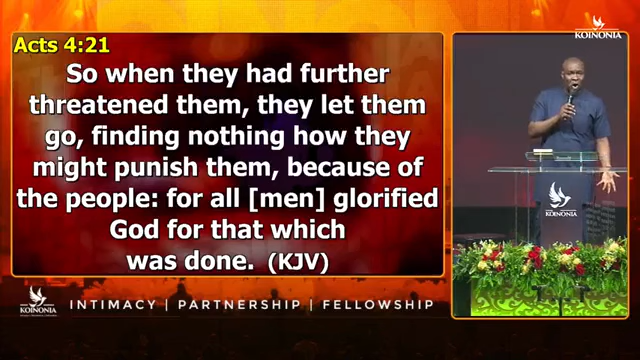 Acts 4:21
So when they had further
threatened them, they let them
go, finding nothing how they
might punish them, because of
the people: for all [men] glorified
God for that which
was done. (KJV)
KOINONIA
KOINONIA
KOINONIA
INTIMACY | PARTNERSHIP | FELLOWSHIP